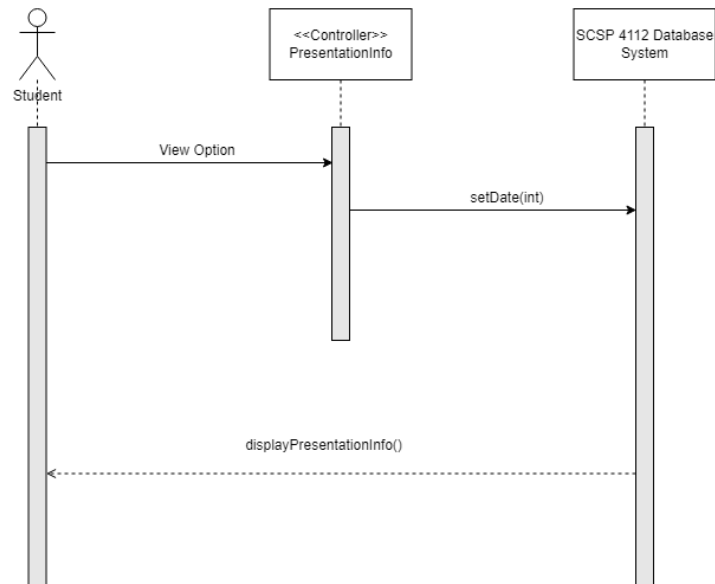 <<Controller>>
PresentationInfo
SCSP 4112 Database
System
Student
View Option
setDate(int)
displayPresentationInfo()